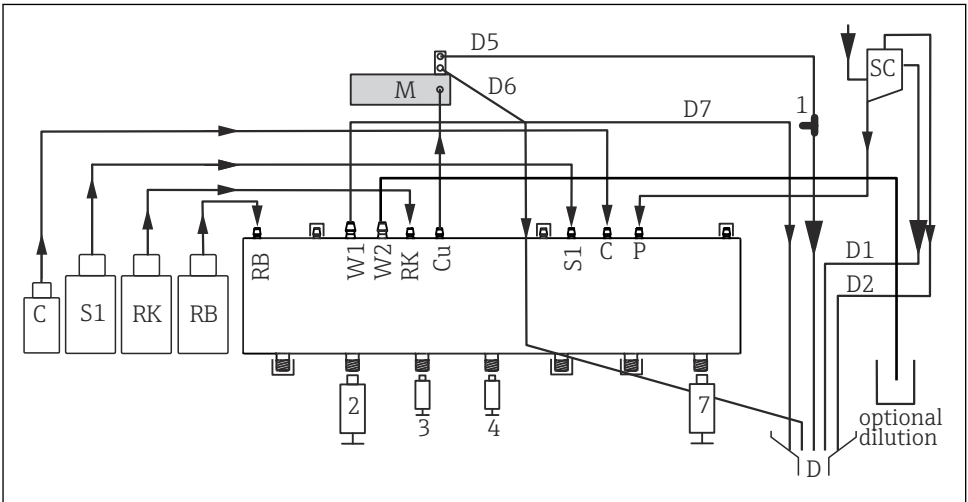 D5
SC
M
D6
1
D7
RB
W1
W2
RK
Cu
S1
C
P
D1
D2
C
S1
RK
RB
2
3
4
7
optional
dilution
D